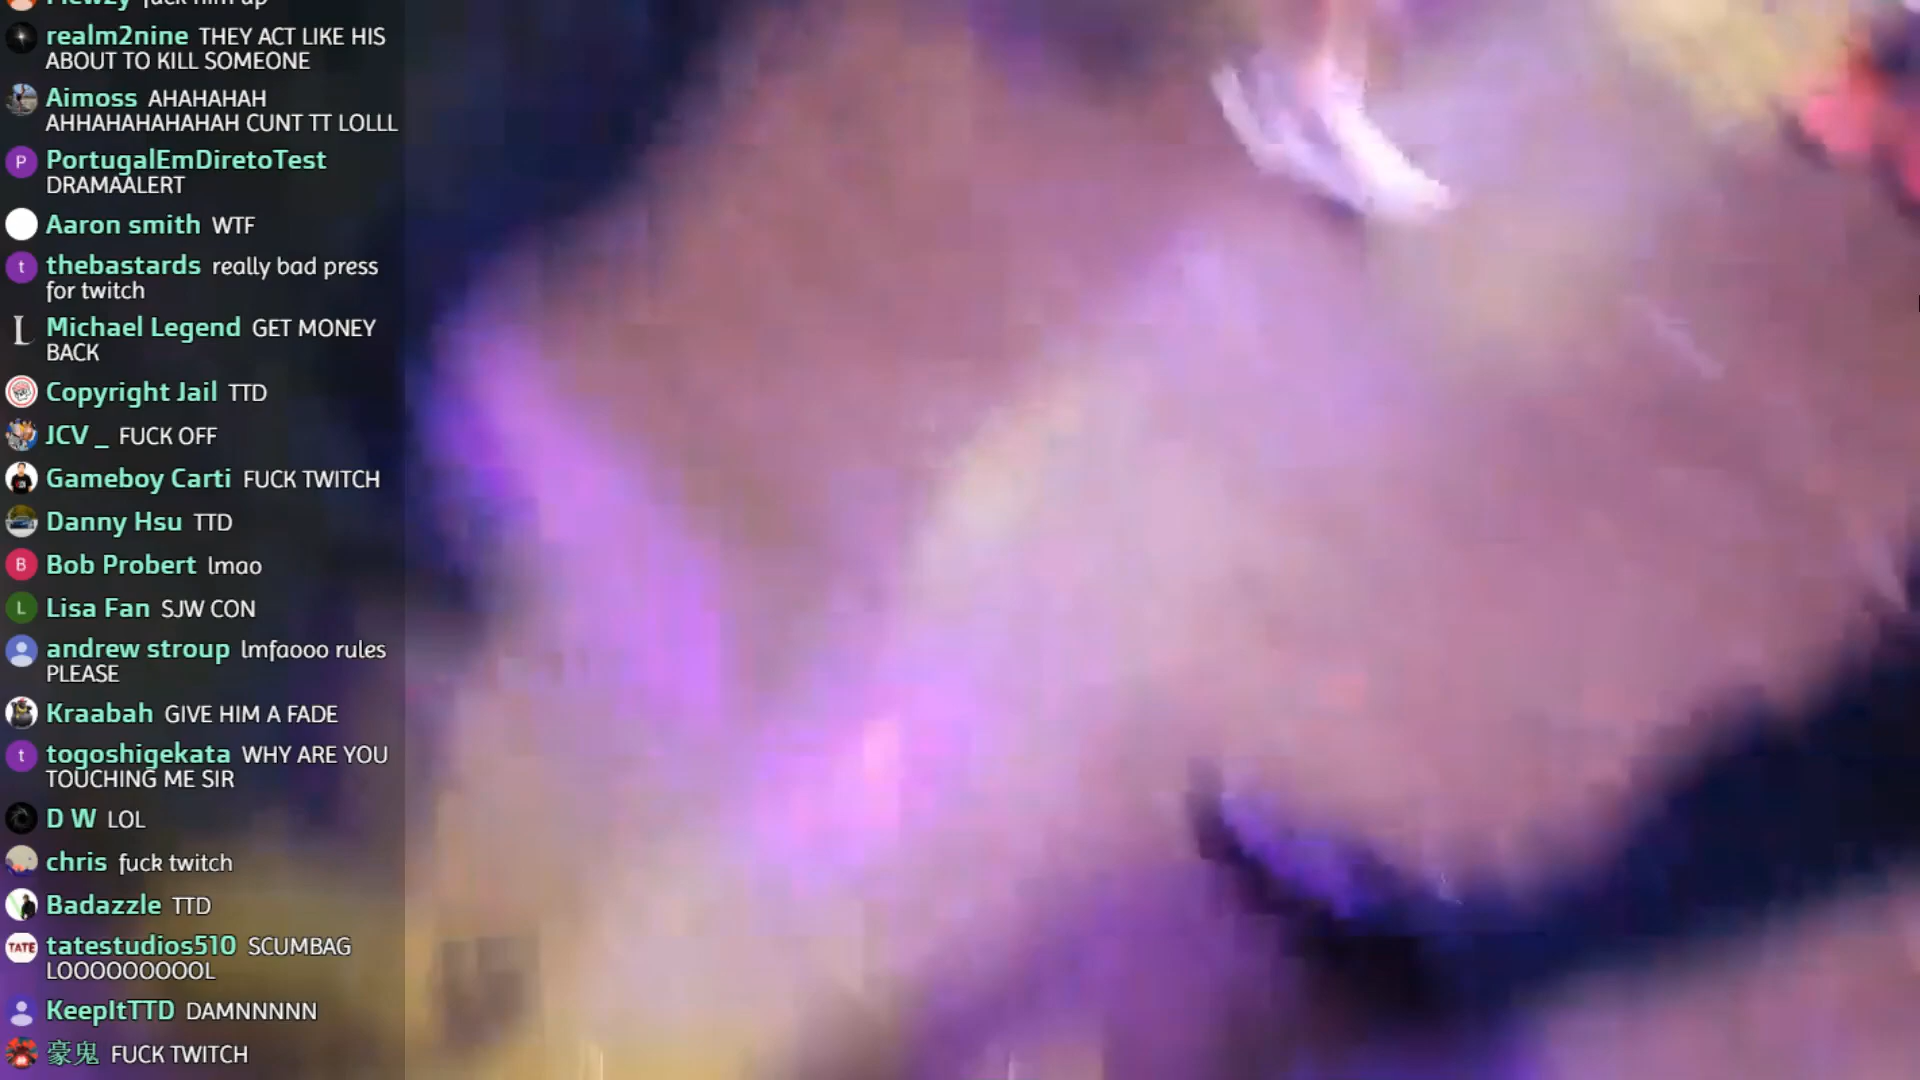 fuck him up
realm2nine THEY ACT LIKE HIS
ABOUT TO KILL SOMEONE
Aimoss AHAHAHAH
AHHAHAHAHAHAH CUNT TT LOLLL
P PortugalEmDiretoTest
DRAMAALERT
Aaron smith WTF
t thebastards really bad press
for twitch
L Michael Legend GET MONEY
BACK
Copyright Jail TTD
JCV _ FUCK OFF
Gameboy Carti FUCK TWITCH
Danny Hsu TTD
B Bob Probert lmao
L Lisa Fan SJW CON
andrew stroup lmfaooo rules
PLEASE
Kraabah GIVE HIM A FADE
t togoshigekata WHY ARE YOU
TOUCHING ME SIR
D W LOL
chris fuck twitch
Badazzle TTD
TATE tatestudios510 SCUMBAG
LOOOOOOOOOL
KeepItTTD DAMNNNNN
豪鬼 FUCK TWITCH